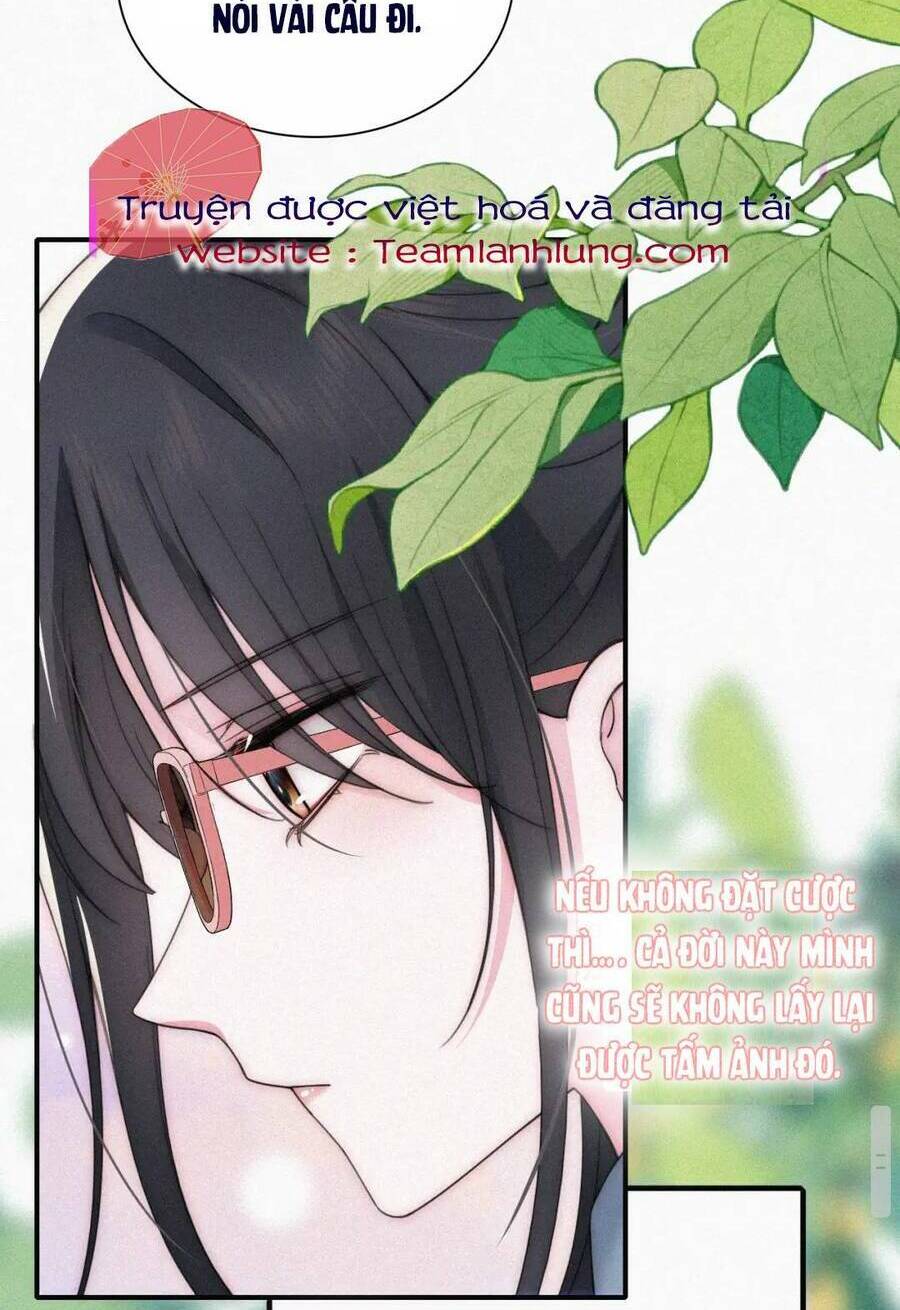 NÓI VÀI CÂU ĐI.
Truyện được việt hoá và đăng tải
website : Teamlanhlung.com
NẾU KHÔNG ĐẶT CƯỢC
THÌ.... CẢ ĐỜI NÀY MÌNH
CŨNG SẼ KHÔNG LẤY LẠI
ĐƯỢC TẤM ẢNH ĐÓ.